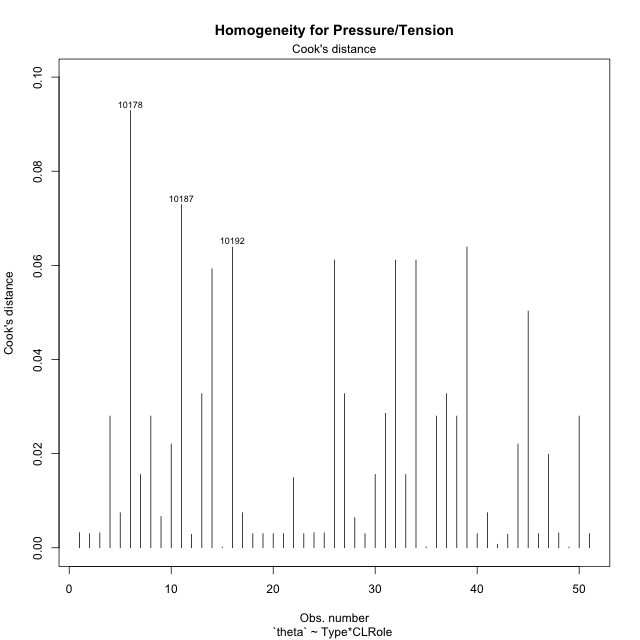 Homogeneity for Pressure/Tension
Cook's distance
0.10
0.08
0.06
0.04
0.02
0.00
Cook's distance
10178
10187
10192
0 10 20 30 40 50
Obs. number
`theta` ~ Type*CLRole